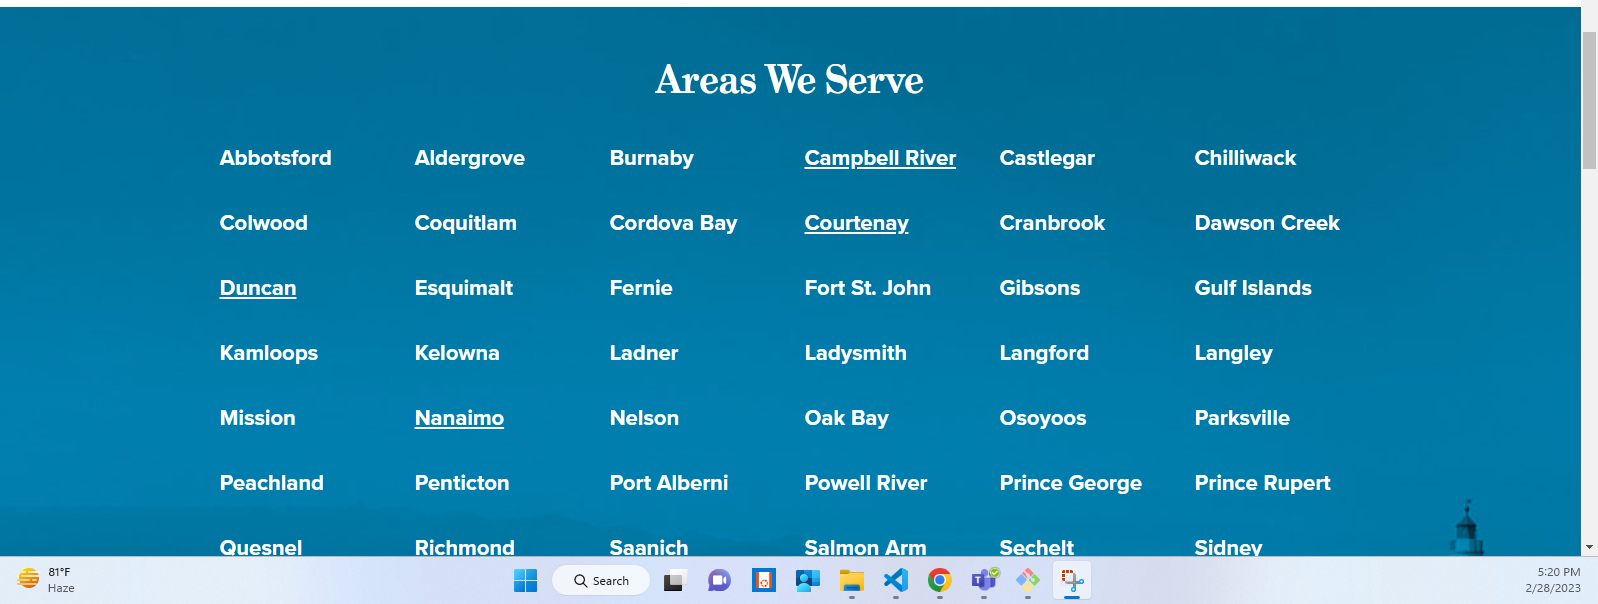 Areas We Serve
Abbotsford Aldergrove Burnaby Campbell River Castlegar Chilliwack
Colwood Coquitlam Cordova Bay Courtenay Cranbrook Dawson Creek
Duncan Esquimalt Fernie Fort St. John Gibsons Gulf Islands
Kamloops Kelowna Ladner Ladysmith Langford Langley
Mission Nanaimo Nelson Oak Bay Osoyoos Parksville
Peachland Penticton Port Alberni Powell River Prince George Prince Rupert
Quesnel Richmond Saanich Salmon Arm Sechelt Sidney
81°F
Haze
Search
5:20 PM
2/28/2023